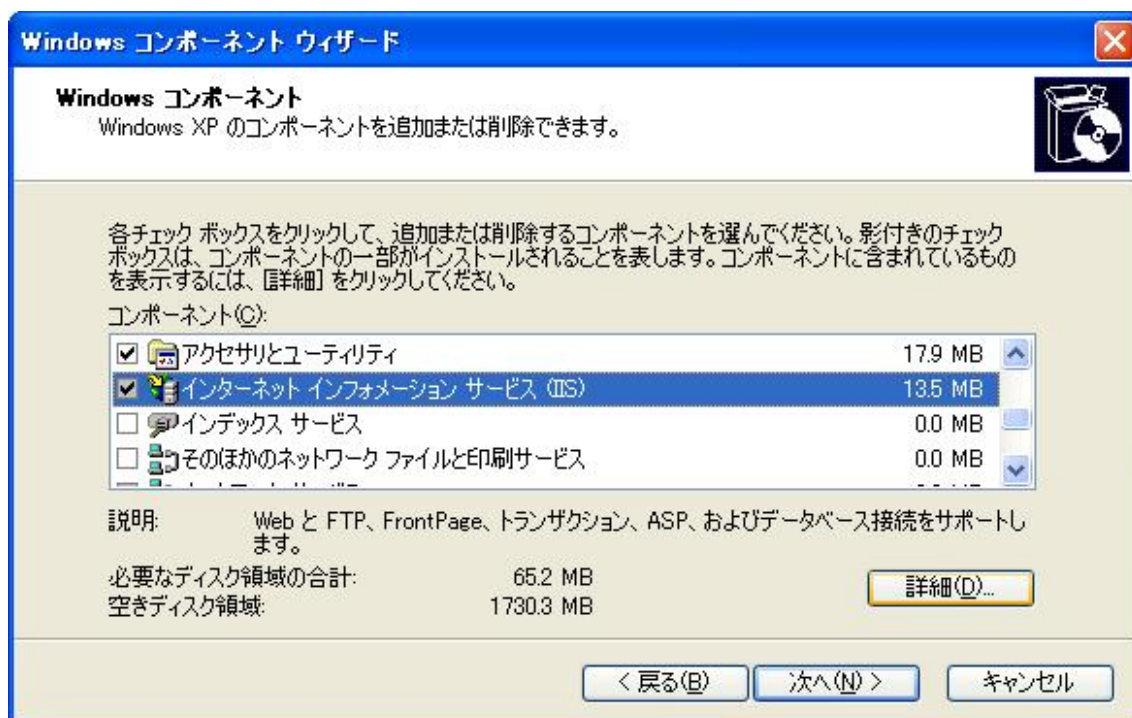 Windows コンポーネント ウィザード
Windows コンポーネント
Windows XP のコンポーネントを追加または削除できます。
各チェック ボックスをクリックして、追加または削除するコンポーネントを選んでください。影付きのチェック
ボックスは、コンポーネントの一部がインストールされることを表します。コンポーネントに含まれているもの
を表示するには、[詳細] をクリックしてください。
コンポーネント(C):
アクセサリとユーティリティ 17.9 MB
インターネット インフォメーション サービス (IIS) 13.5 MB
インデックス サービス 0.0 MB
そのほかのネットワーク ファイルと印刷サービス 0.0 MB
説明: Web と FTP、FrontPage、トランザクション、ASP、およびデータベース接続をサポートし
ます。
必要なディスク領域の合計: 65.2 MB
空きディスク領域: 1730.3 MB
詳細(D)...
< 戻る(B) 次へ(N) > キャンセル